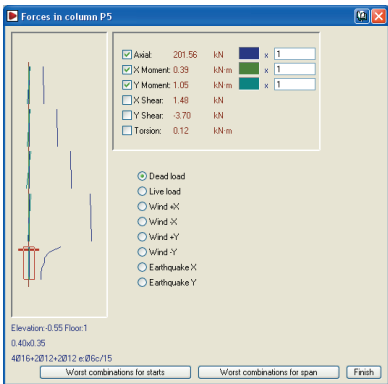 Forces in column P5
Axial: 201.56 kN x 1
X Moment: 0.39 kN·m x 1
Y Moment: 1.05 kN·m x 1
X Shear: 1.48 kN
Y Shear: -3.70 kN
Torsion: 0.12 kN·m
Dead load
Live load
Wind +X
Wind -X
Wind +Y
Wind -Y
Earthquake X
Earthquake Y
Elevation:-0.55 Floor:1
0.40x0.35
4Ø16+2Ø12+2Ø12 e:Ø6c/15
Worst combinations for starts
Worst combinations for span
Finish